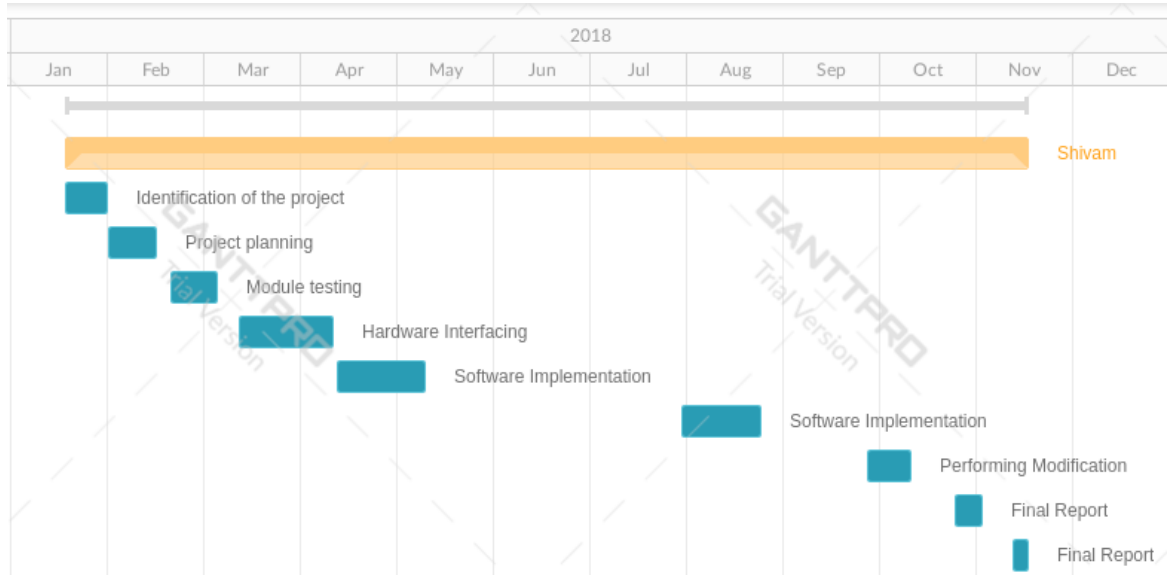 2018
Jan Feb Mar Apr May Jun Jul Aug Sep Oct Nov Dec
Shivam
Identification of the project
Project planning
Module testing
Hardware Interfacing
Software Implementation
Software Implementation
Performing Modification
Final Report
Final Report
GANTTPRO
Trial Version
GANTTPRO
Trial Version